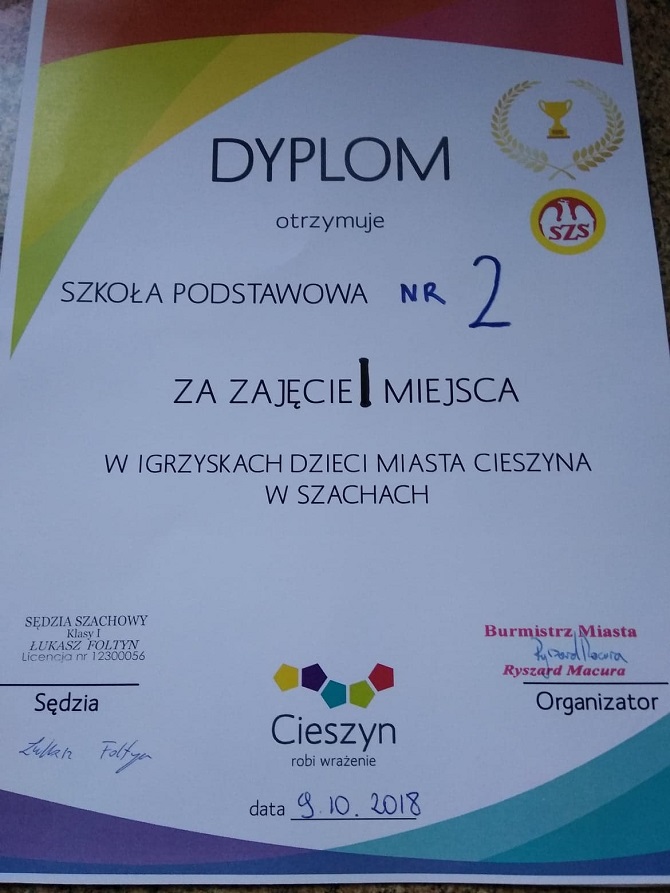 DYPLOM
otrzymuje
SZS
SZKOŁA PODSTAWOWA NR 2
ZA ZAJĘCIE I MIEJSCA
W IGRZYSKACH DZIECI MIASTA CIESZYNA
W SZACHACH
SĘDZIA SZACHOWY
Klasy I
ŁUKASZ FOLTYN
Licencja nr 12300056
Sędzia
Łukasz Foltyn
Burmistrz Miasta
Ryszard Macura
Ryszard Macura
Organizator
Cieszyn
robi wrażenie
data 9.10.2018